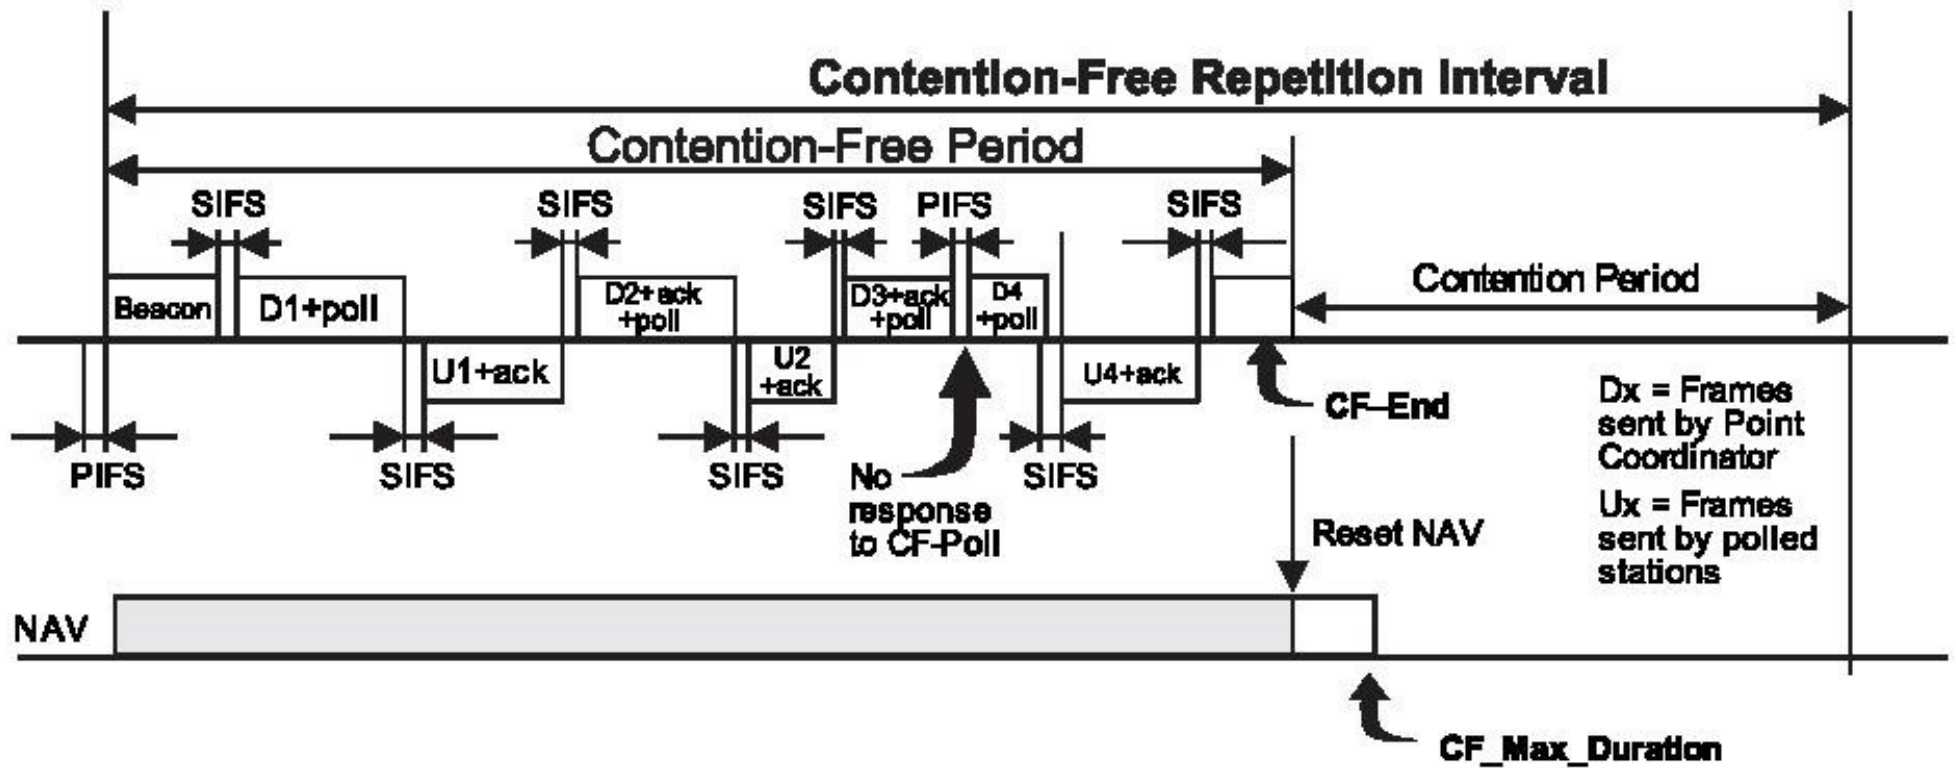 Contention-Free Repetition Interval
Contention-Free Period
SIFS
SIFS
SIFS
PIFS
SIFS
Contention Period
Beacon
D1+poll
D2+ack
+poll
D3+ack
+poll
D4
+poll
U1+ack
U2
+ack
U4+ack
CF-End
Dx = Frames
sent by Point
Coordinator
PIFS
SIFS
SIFS
No
response
to CF-Poll
SIFS
Ux = Frames
sent by polled
stations
Reset NAV
NAV
CF_Max_Duration